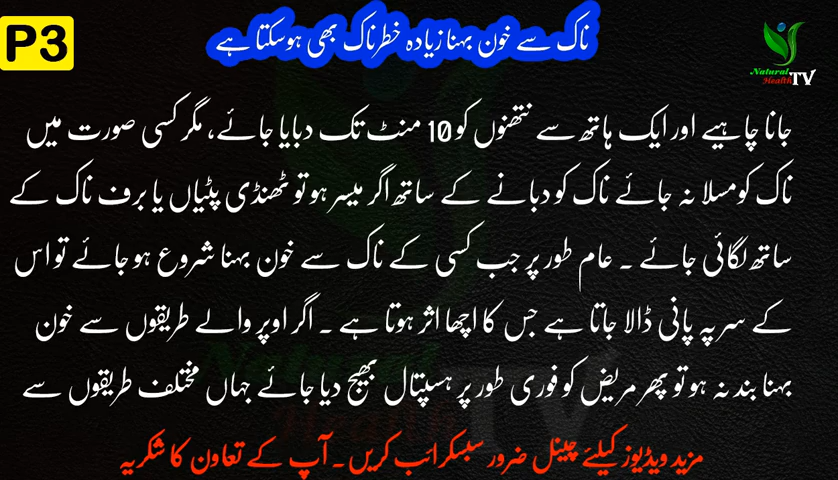 P3
ناک سے خون بہنا زیادہ خطرناک بھی ہوسکتا ہے
Natural
Health TV
جانا چاہیے اور ایک ہاتھ سے نتھنوں کو 10 منٹ تک دبایا جائے، مگر کسی صورت میں
ناک کو مسلا نہ جائے ناک کو دبانے کے ساتھ اگر میسر ہو تو ٹھنڈی پٹیاں یا برف ناک کے
ساتھ لگائی جائے ۔ عام طور پر جب کسی کے ناک سے خون بہنا شروع ہو جائے تو اس
کے سر پہ پانی ڈالا جاتا ہے جس کا اچھا اثر ہوتا ہے ۔ اگر اوپر والے طریقوں سے خون
بہنا بند نہ ہو تو پھر مریض کو فوری طور پر ہسپتال بھیج دیا جائے جہاں مختلف طریقوں سے
مزید ویڈیوز کیلئے چینل ضرور سبسکرائب کریں ۔ آپ کے تعاون کا شکریہ